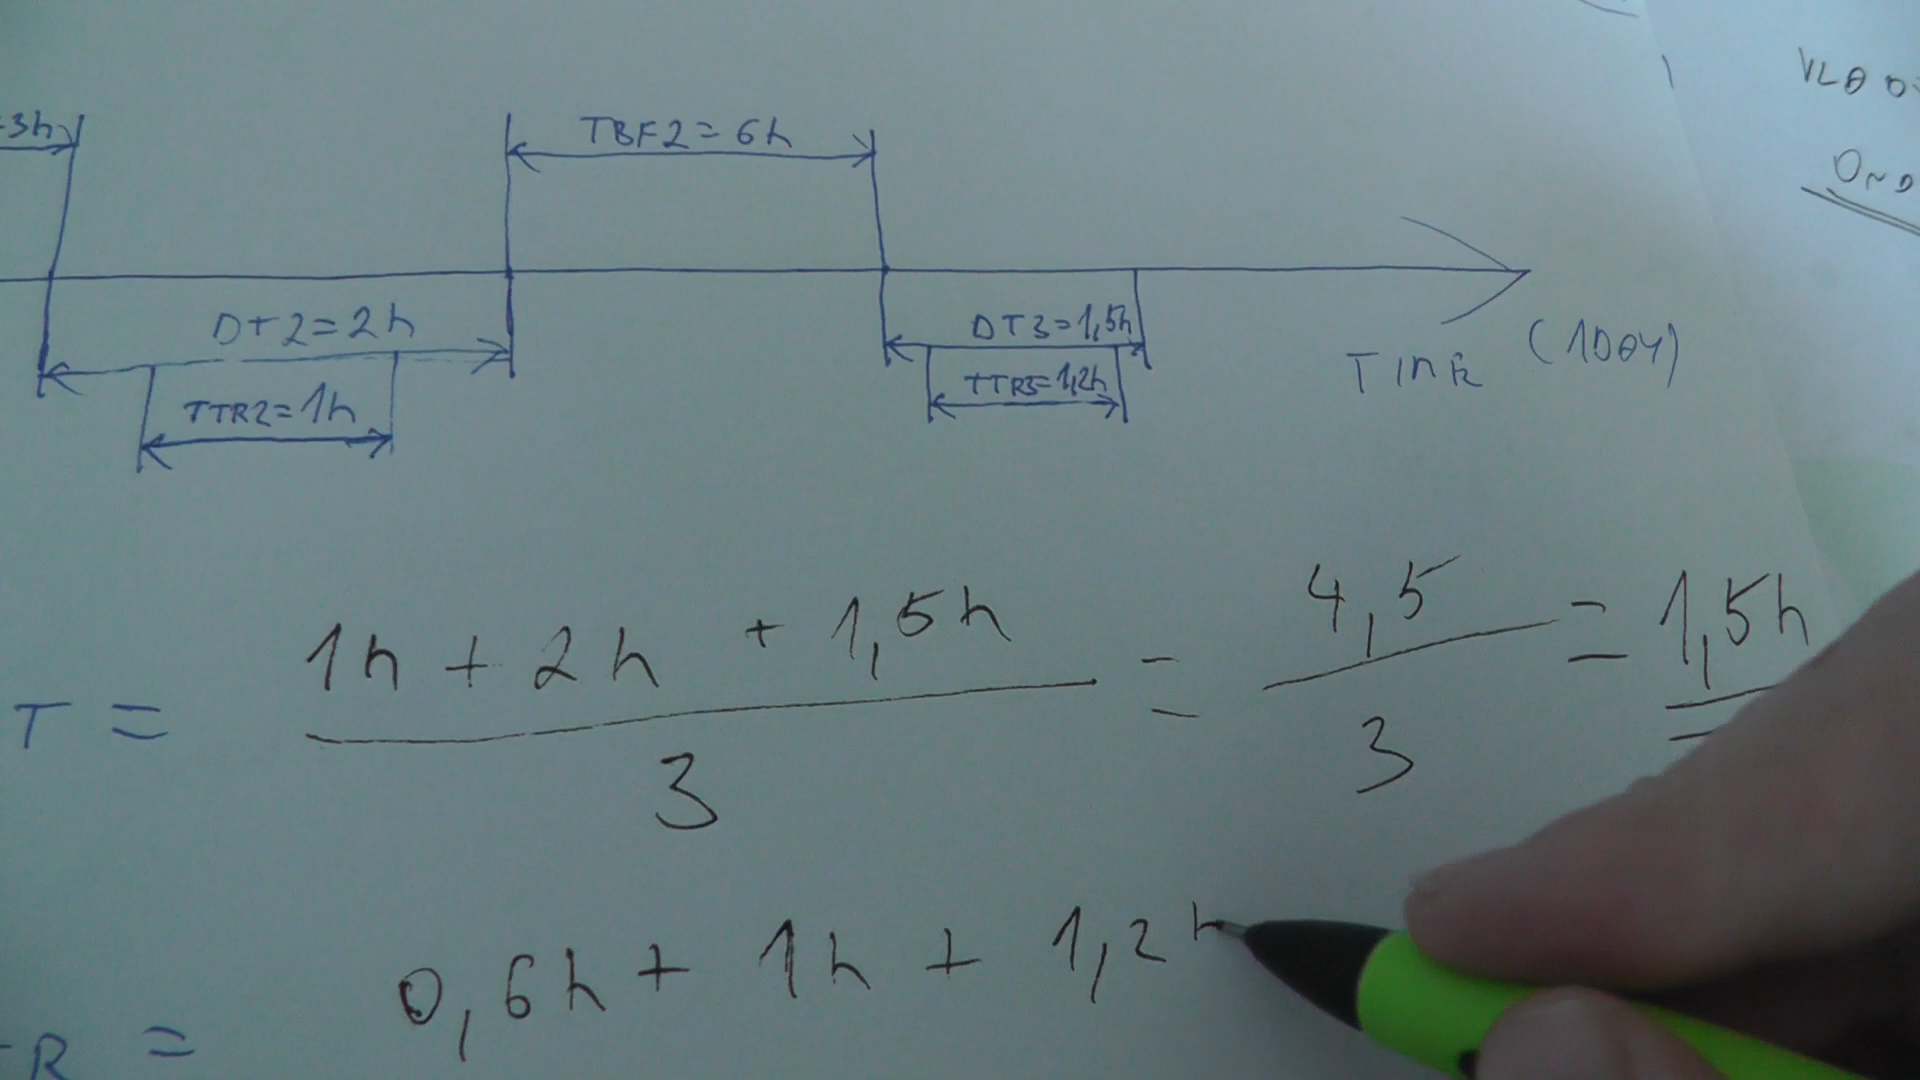 =3h
TBF2=6h
DT2=2h
TTR2=1h
DT3=1,5h
TTR3=1,2h
TIME (1DAY)
T = 1h + 2h + 1,5h / 3 = 4,5 / 3 = 1,5h
R = 0,6h + 1h + 1,2h